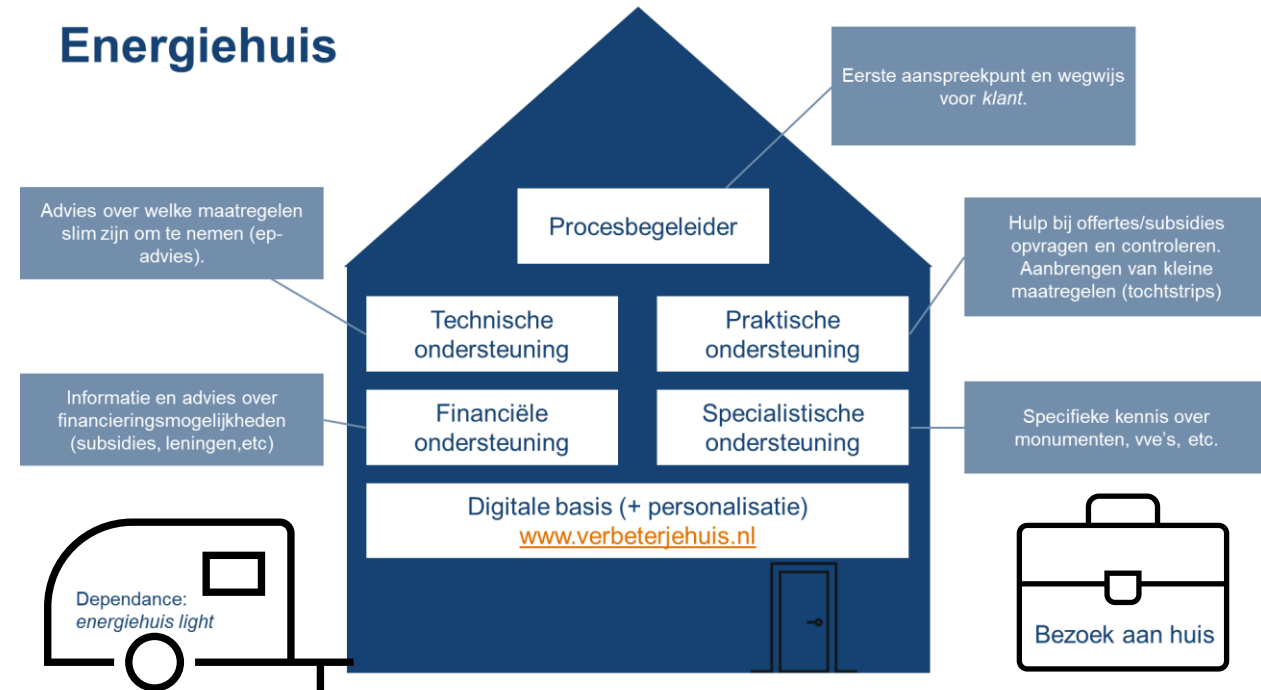 Energiehuis
Eerste aanspreekpunt en wegwijs
voor klant.
Procesbegeleider
Advies over welke maatregelen
slim zijn om te nemen (ep-
advies).
Hulp bij offertes/subsidies
opvragen en controleren.
Aanbrengen van kleine
maatregelen (tochtstrips)
Technische
ondersteuning
Praktische
ondersteuning
Informatie en advies over
financieringsmogelijkheden
(subsidies, leningen,etc)
Financiële
ondersteuning
Specialistische
ondersteuning
Specifieke kennis over
monumenten, vve's, etc.
Digitale basis (+ personalisatie)
www.verbeterjehuis.nl
Dependance:
energiehuis light
Bezoek aan huis